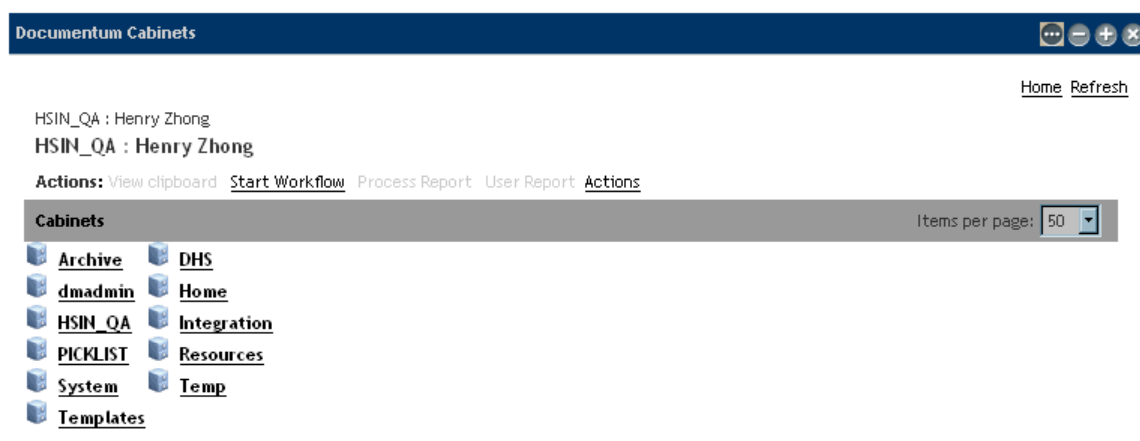 Documentum Cabinets
Home Refresh
HSIN_QA : Henry Zhong
HSIN_QA : Henry Zhong
Actions: View clipboard Start Workflow Process Report User Report Actions
Cabinets Items per page: 50
Archive DHS
dmadmin Home
HSIN_QA Integration
PICKLIST Resources
System Temp
Templates